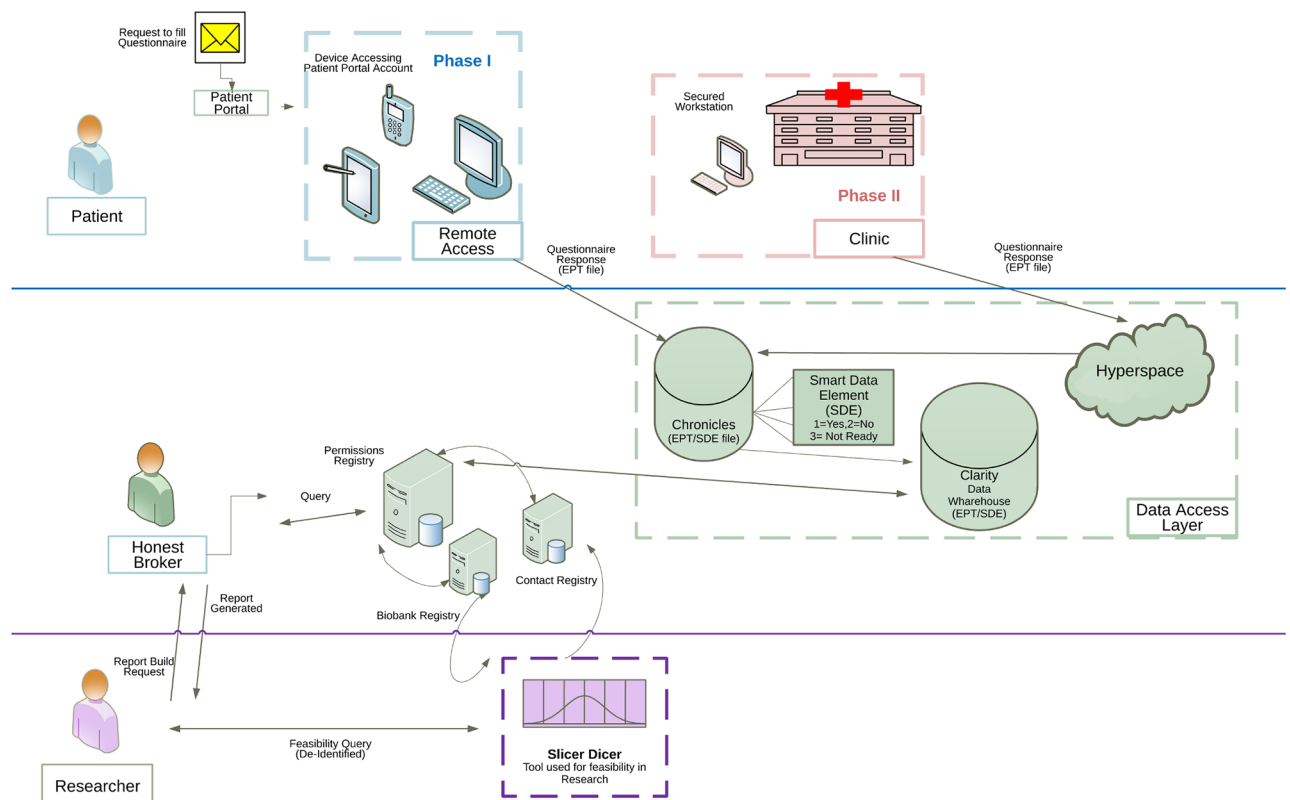 Request to fill
Questionnaire
Patient
Portal
Device Accessing
Patient Portal Account
Phase I
Secured
Workstation
Phase II
Patient
Remote
Access
Clinic
Questionnaire
Response
(EPT file)
Questionnaire
Response
(EPT file)
Hyperspace
Smart Data
Element
(SDE)
1=Yes,2=No
3= Not Ready
Chronicles
(EPT/SDE file)
Clarity
Data
Wharehouse
(EPT/SDE)
Data Access
Layer
Permissions
Registry
Query
Honest
Broker
Contact Registry
Biobank Registry
Report
Generated
Report Build
Request
Feasibility Query
(De-Identified)
Slicer Dicer
Tool used for feasibility in
Research
Researcher